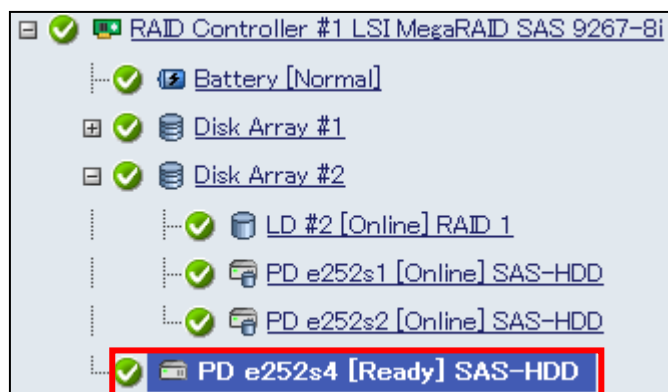 RAID Controller #1 LSI MegaRAID SAS 9267-8i
Battery [Normal]
Disk Array #1
Disk Array #2
LD #2 [Online] RAID 1
PD e252s1 [Online] SAS-HDD
PD e252s2 [Online] SAS-HDD
PD e252s4 [Ready] SAS-HDD